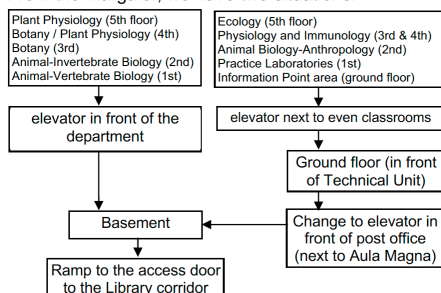 Plant Physiology (5th floor)
Botany / Plant Physiology (4th)
Botany (3rd)
Animal-Invertebrate Biology (2nd)
Animal-Vertebrate Biology (1st)
Ecology (5th floor)
Physiology and Immunology (3rd & 4th)
Animal Biology-Anthropology (2nd)
Practice Laboratories (1st)
Information Point area (ground floor)
elevator in front of the
department
elevator next to even classrooms
Ground floor (in front
of Technical Unit)
Basement
Change to elevator in
front of post office
(next to Aula Magna)
Ramp to the access door
to the Library corridor